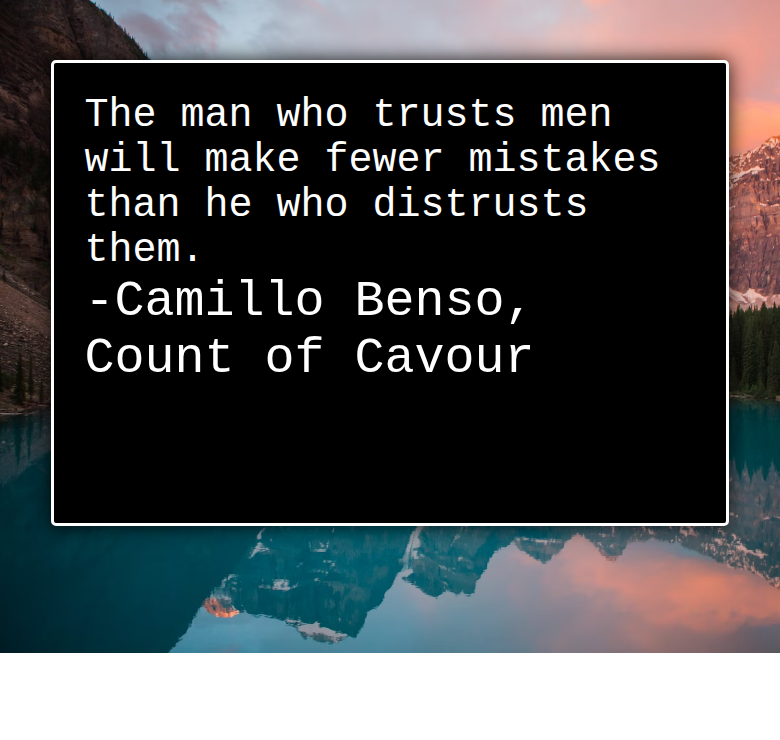 The man who trusts men
will make fewer mistakes
than he who distrusts
them.
-Camillo Benso,
Count of Cavour